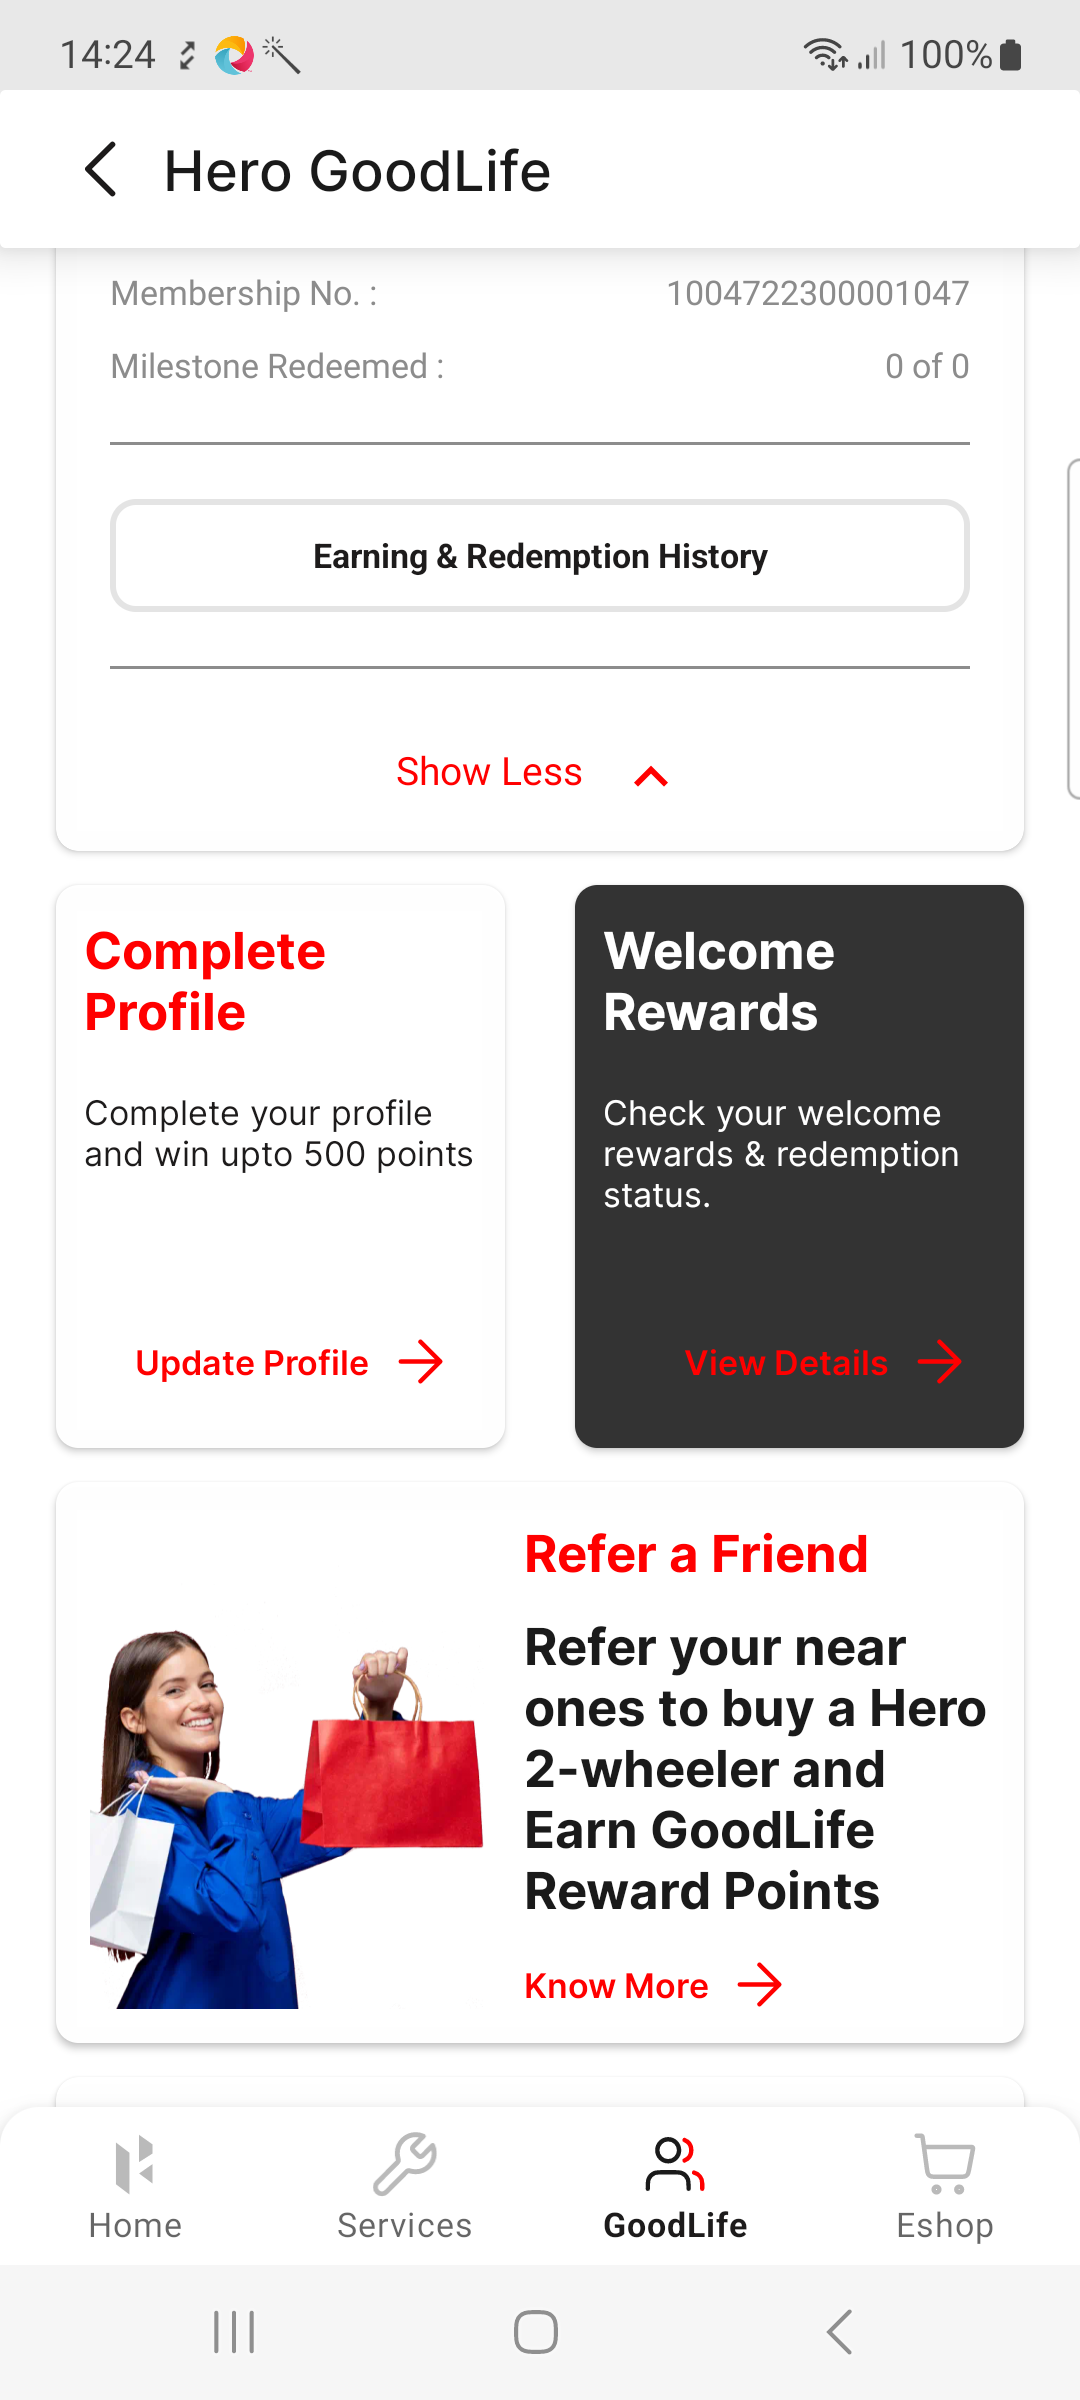 14:24
100%
Hero GoodLife
Membership No. : 1004722300001047
Milestone Redeemed : 0 of 0
Earning & Redemption History
Show Less
Complete
Profile
Complete your profile
and win upto 500 points
Update Profile
Welcome
Rewards
Check your welcome
rewards & redemption
status.
View Details
Refer a Friend
Refer your near
ones to buy a Hero
2-wheeler and
Earn GoodLife
Reward Points
Know More
Home
Services
GoodLife
Eshop